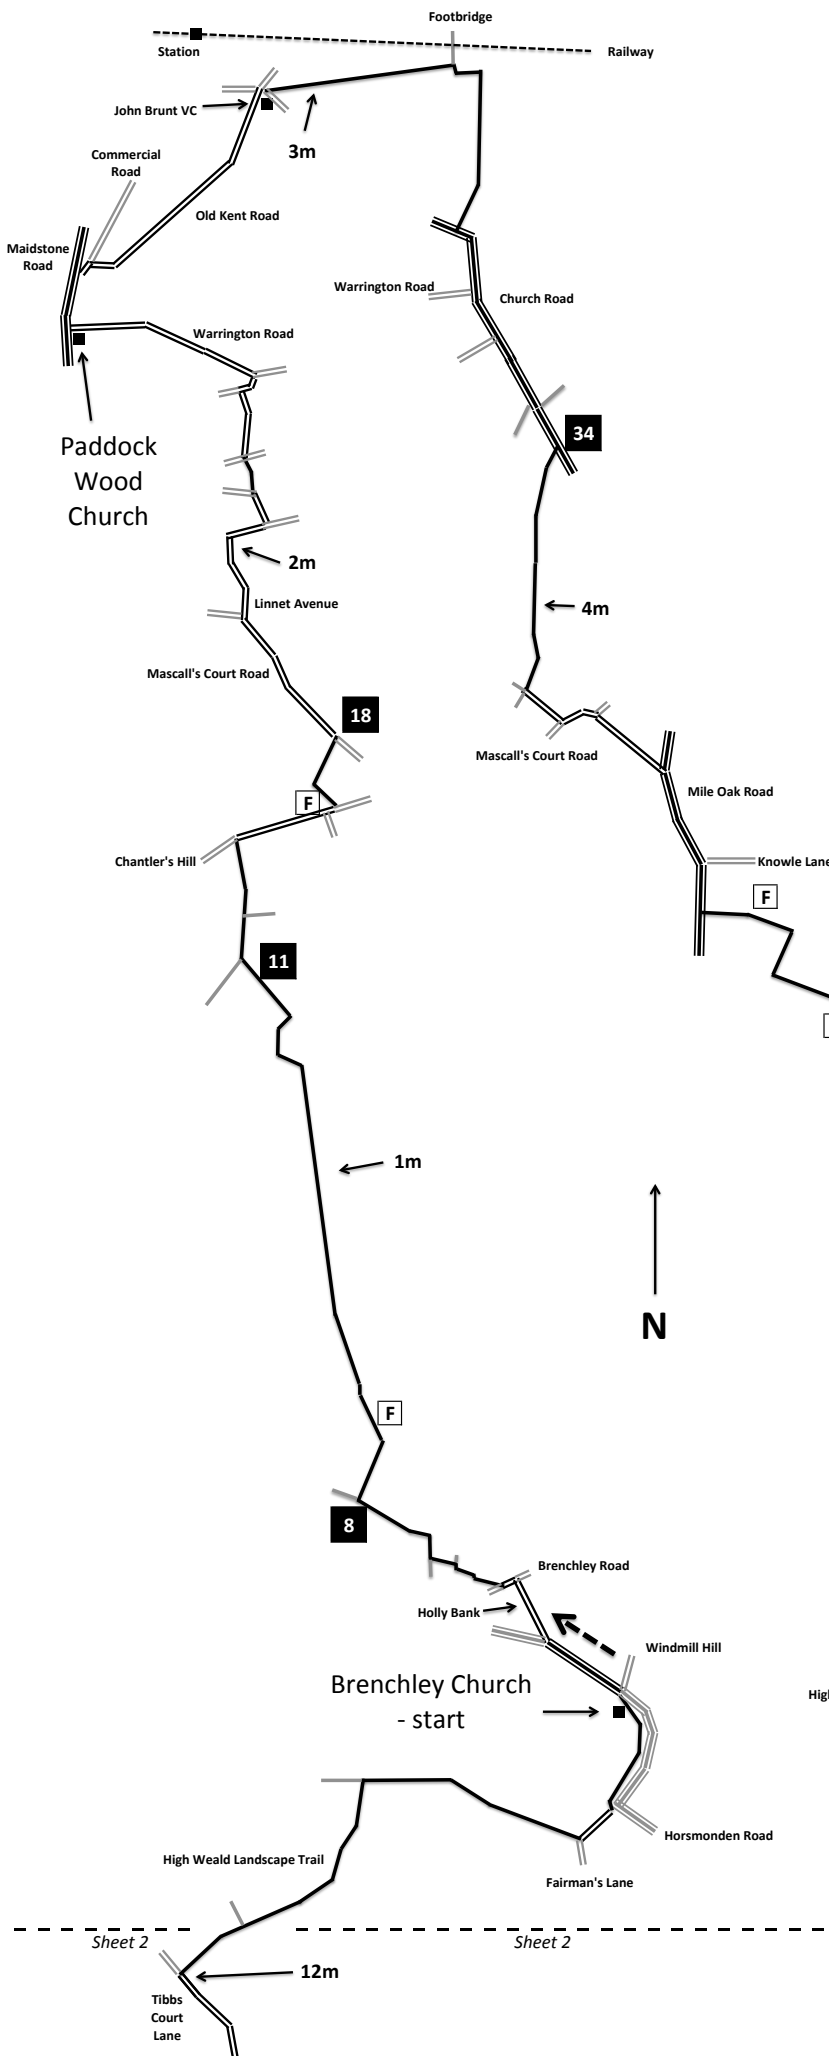 Footbridge
Station
Railway
John Brunt VC
3m
Commercial
Road
Old Kent Road
Maidstone
Road
Warrington Road
Church Road
Warrington Road
34
Paddock
Wood
Church
2m
Linnet Avenue
4m
Mascall's Court Road
18
Mascall's Court Road
Mile Oak Road
F
Chantler's Hill
Knowle Lane
F
11
1m
N
F
8
Brenchley Road
Holly Bank
Windmill Hill
Brenchley Church
- start
High
Horsmonden Road
High Weald Landscape Trail
Fairman's Lane
Sheet 2
Sheet 2
12m
Tibbs
Court
Lane